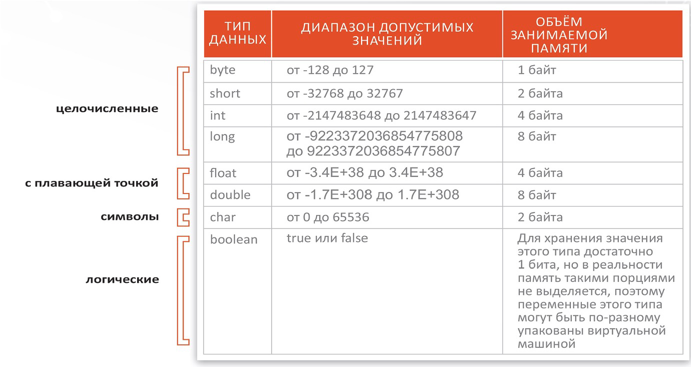 ТИП
ДАННЫХ
ДИАПАЗОН ДОПУСТИМЫХ
ЗНАЧЕНИЙ
ОБЪЁМ
ЗАНИМАЕМОЙ
ПАМЯТИ
целочисленные
byte
от -128 до 127
1 байт
short
от -32768 до 32767
2 байта
int
от -2147483648 до 2147483647
4 байта
long
от -9223372036854775808
до 9223372036854775807
8 байт
с плавающей точкой
float
от -3.4E+38 до 3.4E+38
4 байта
double
от -1.7E+308 до 1.7E+308
8 байт
символы
char
от 0 до 65536
2 байта
логические
boolean
true или false
Для хранения значения
этого типа достаточно
1 бита, но в реальности
память такими порциями
не выделяется, поэтому
переменные этого типа
могут быть по-разному
упакованы виртуальной
машиной